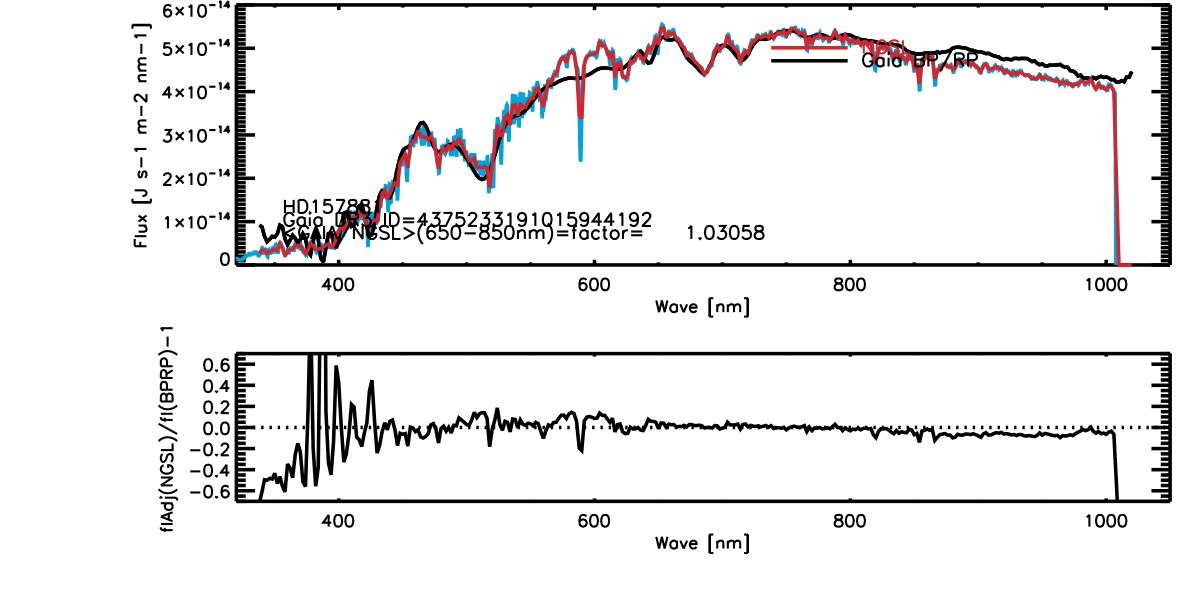 6×10−14
5×10−14
4×10−14
3×10−14
2×10−14
1×10−14
0
Flux [J s−1 m−2 nm−1]
NGSL
Gaia BP/RP
HD157881
Gaia DR3 ID=4375233191015944192
<GAIA/NGSL>(650−850nm)=factor= 1.03058
400 600 800 1000
Wave [nm]
flAdj(NGSL)/fl(BPRP)−1
0.6
0.4
0.2
0.0
−0.2
−0.4
−0.6
400 600 800 1000
Wave [nm]